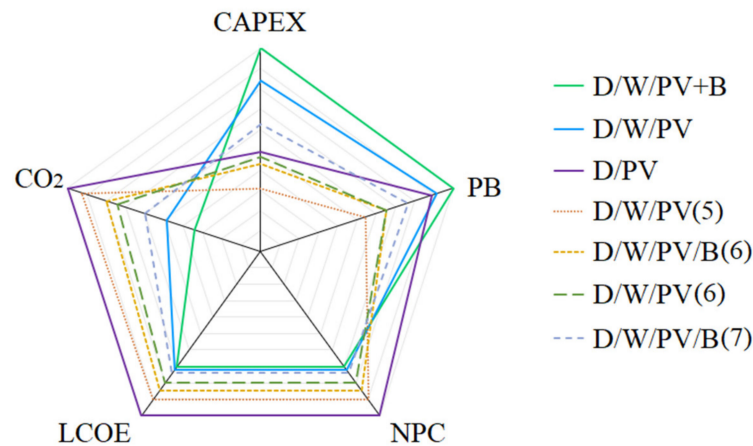 CAPEX
PB
NPC
LCOE
CO₂
D/W/PV+B
D/W/PV
D/PV
D/W/PV(5)
D/W/PV/B(6)
D/W/PV(6)
D/W/PV/B(7)